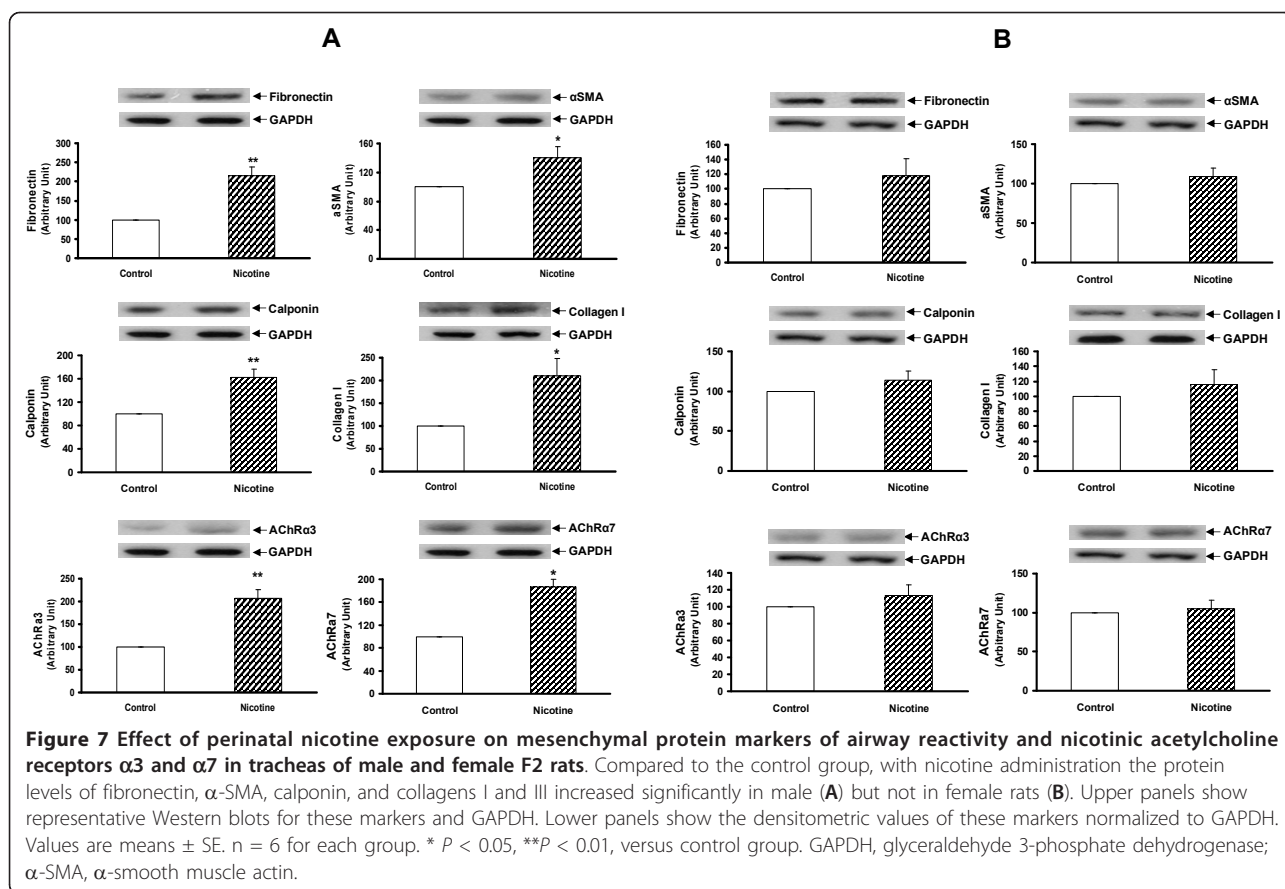 A
B
Fibronectin
GAPDH
Fibronectin
(Arbitrary Unit)
300
250
200
150
100
50
0
**
Control
Nicotine
αSMA
GAPDH
aSMA
(Arbitrary Unit)
160
120
80
40
0
*
Control
Nicotine
Fibronectin
GAPDH
Fibronectin
(Arbitrary Unit)
160
140
120
100
80
60
40
20
0
Control
Nicotine
αSMA
GAPDH
aSMA
(Arbitrary Unit)
150
100
50
0
Control
Nicotine
Calponin
GAPDH
Calponin
(Arbitrary Unit)
200
160
120
80
40
0
**
Control
Nicotine
Collagen I
GAPDH
Collagen I
(Arbitrary Unit)
250
200
150
100
50
0
*
Control
Nicotine
Calponin
GAPDH
Calponin
(Arbitrary Unit)
150
100
50
0
Control
Nicotine
Collagen I
GAPDH
Collagen I
(Arbitrary Unit)
160
140
120
100
80
60
40
20
0
Control
Nicotine
AChRα3
GAPDH
AChRa3
(Arbitrary Unit)
250
200
150
100
50
0
**
Control
Nicotine
AChRα7
GAPDH
AChRa7
(Arbitrary Unit)
200
150
100
50
0
*
Control
Nicotine
AChRα3
GAPDH
AChRa3
(Arbitrary Unit)
140
120
100
80
60
40
20
0
Control
Nicotine
AChRα7
GAPDH
AChRa7
(Arbitrary Unit)
150
100
50
0
Control
Nicotine
Figure 7 Effect of perinatal nicotine exposure on mesenchymal protein markers of airway reactivity and nicotinic acetylcholine
receptors α3 and α7 in tracheas of male and female F2 rats. Compared to the control group, with nicotine administration the protein
levels of fibronectin, α-SMA, calponin, and collagens I and III increased significantly in male (A) but not in female rats (B). Upper panels show
representative Western blots for these markers and GAPDH. Lower panels show the densitometric values of these markers normalized to GAPDH.
Values are means ± SE. n = 6 for each group. * P < 0.05, **P < 0.01, versus control group. GAPDH, glyceraldehyde 3-phosphate dehydrogenase;
α-SMA, α-smooth muscle actin.